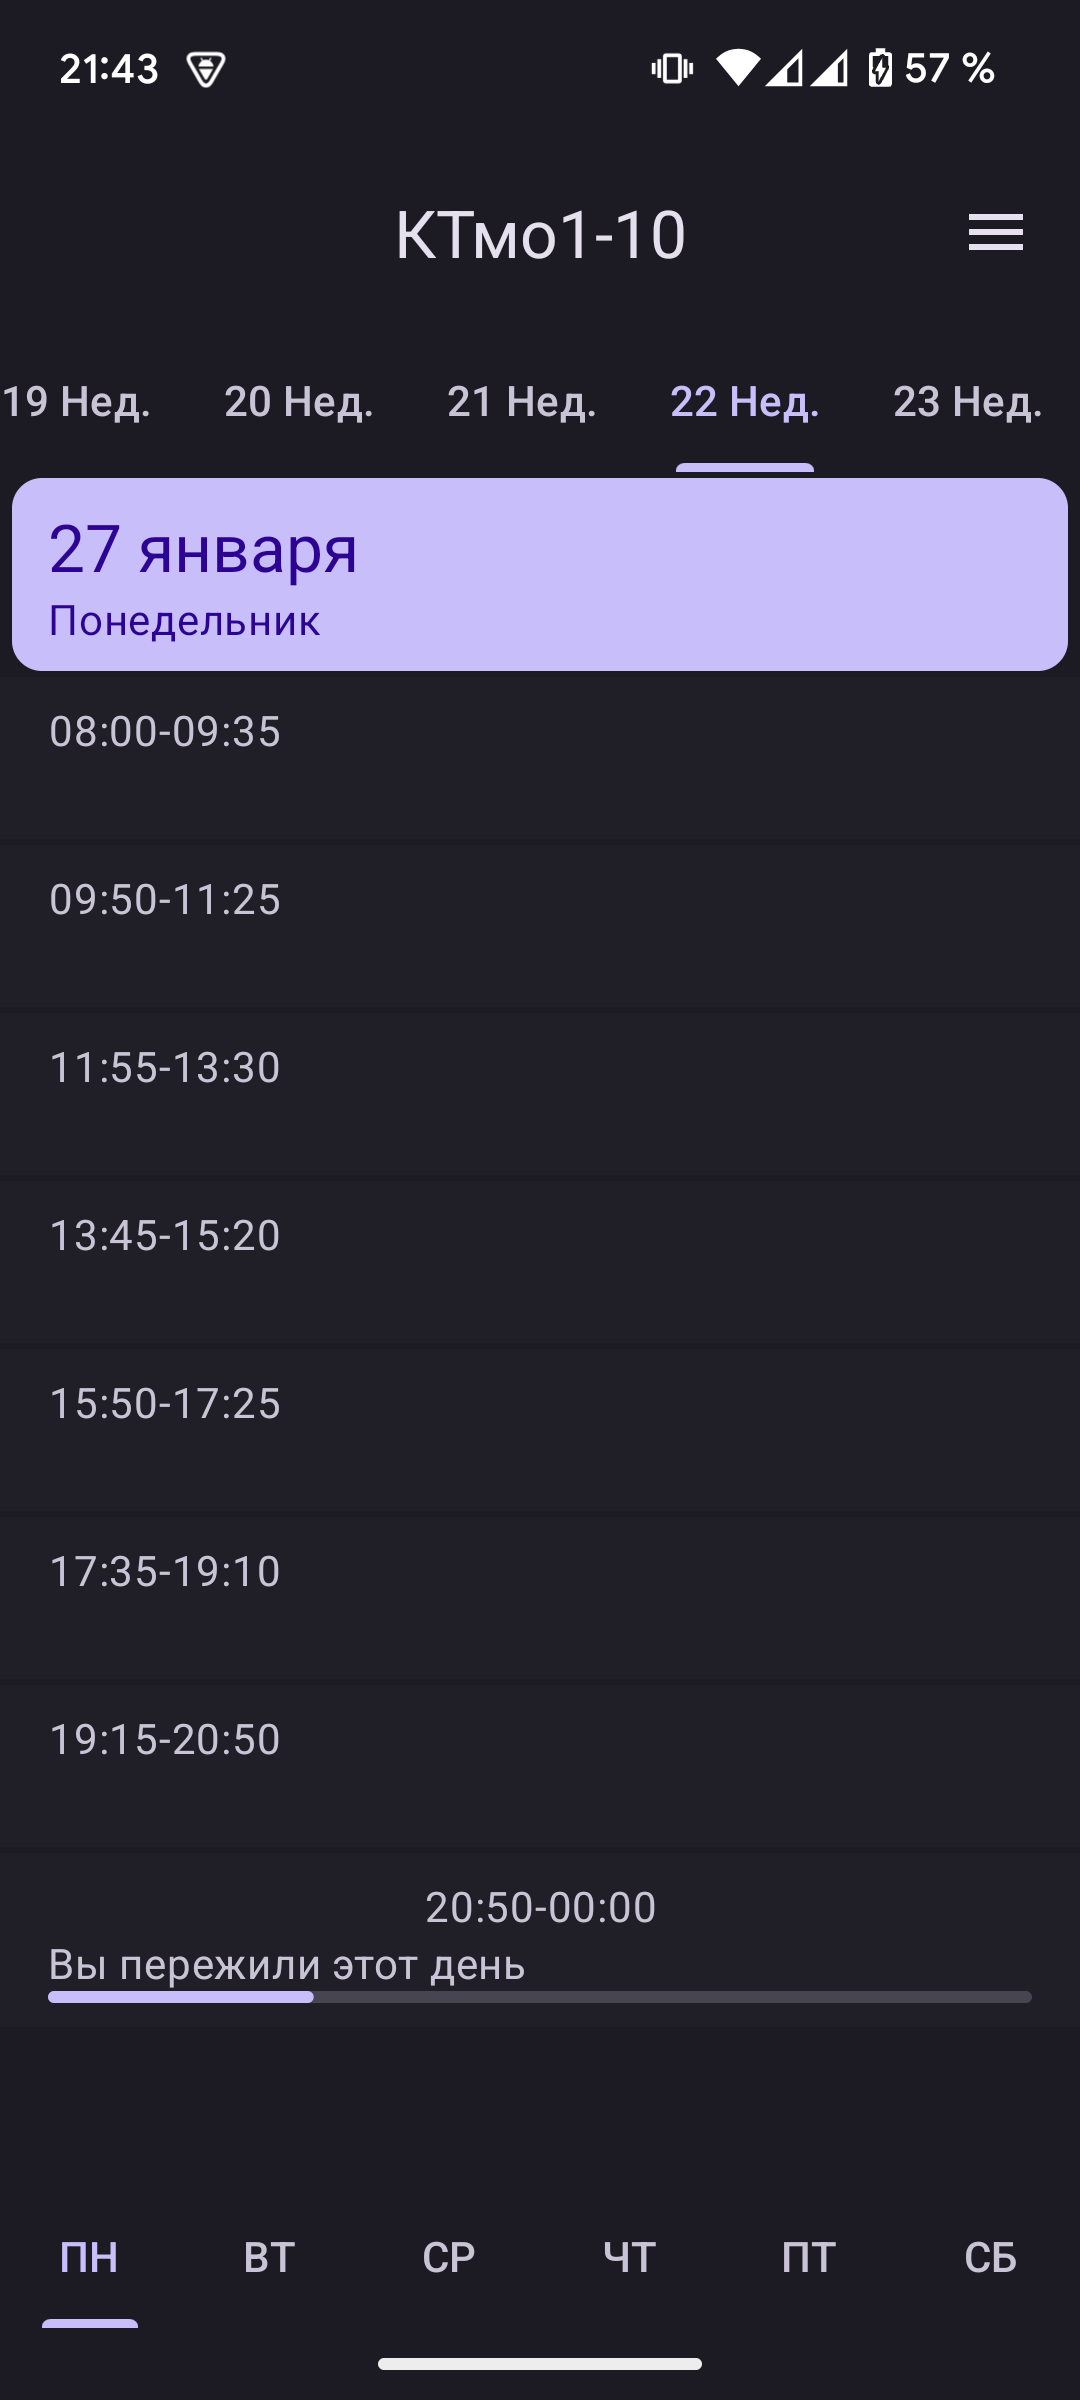 21:43 57 %
КТмо1-10
19 Нед. 20 Нед. 21 Нед. 22 Нед. 23 Нед.
27 января
Понедельник
08:00-09:35
09:50-11:25
11:55-13:30
13:45-15:20
15:50-17:25
17:35-19:10
19:15-20:50
20:50-00:00
Вы пережили этот день
ПН ВТ СР ЧТ ПТ СБ